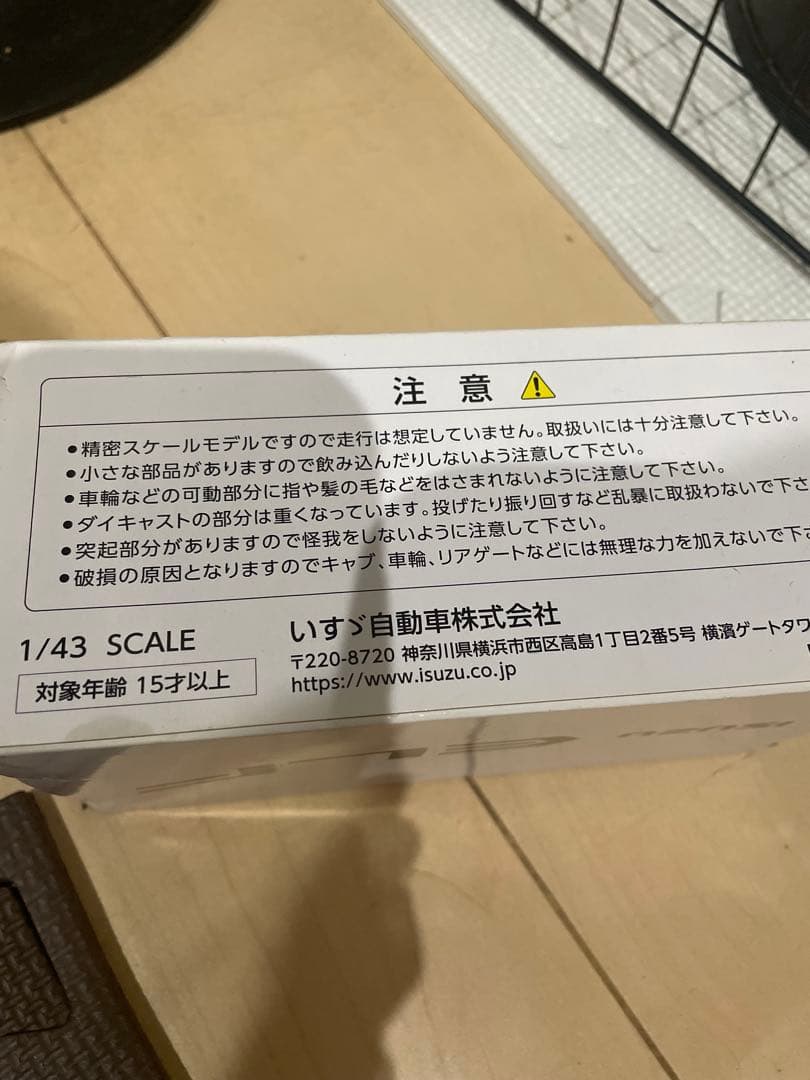 注 意
●精密スケールモデルですので走行は想定していません。取扱いには十分注意して下さい。
●小さな部品がありますので飲み込んだりしないよう注意して下さい。
●車輪などの可動部分に指や髪の毛などをはさまれないように注意して下さい。
●ダイキャストの部分は重くなっています。投げたり振り回すなど乱暴に取扱わないで下さ
●突起部分がありますので怪我をしないように注意して下さい。
●破損の原因となりますのでキャブ、車輪、リアゲートなどには無理な力を加えないで下さ
1/43 SCALE
対象年齢 15才以上
いすゞ自動車株式会社
〒220-8720 神奈川県横浜市西区高島1丁目2番5号 横濱ゲートタワ
https://www.isuzu.co.jp
ISUZU